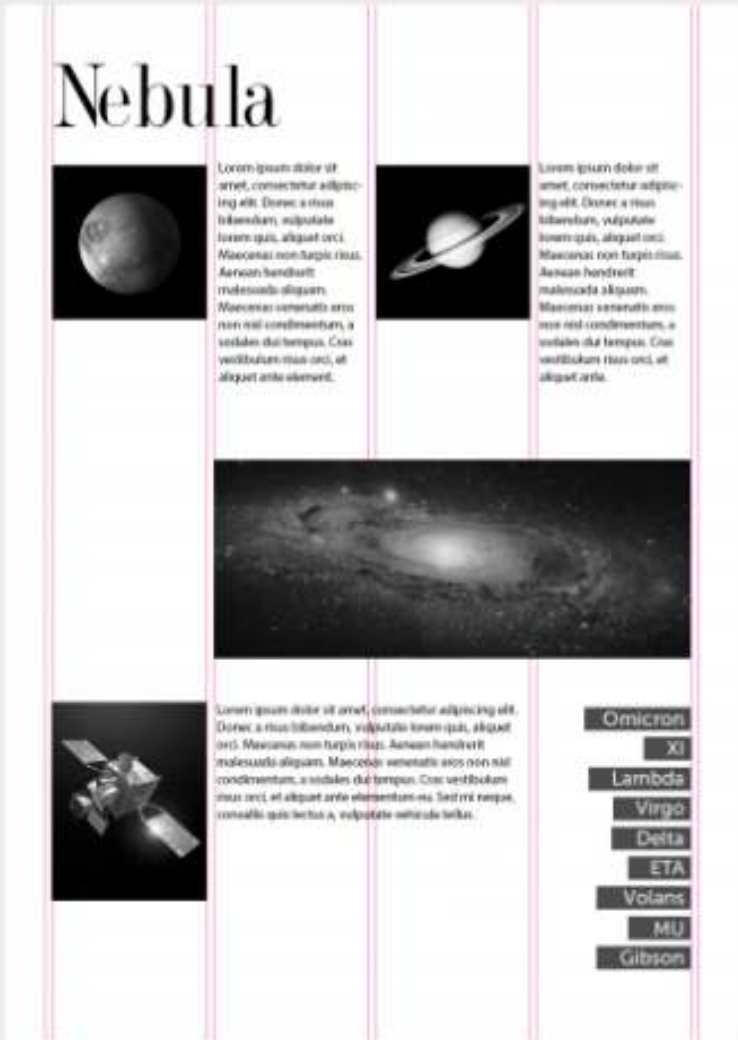 Nebula
Lorem ipsum dolor sit
amet, consectetur adipisc-
ing elit. Donec a risus
bibendum, vulputate
lorem quis, aliquet orci.
Maecenas non turpis risus.
Aenean hendrerit
malesuada aliquam.
Maecenas venenatis eros
non nisl condimentum, a
sodales dui tempus. Cras
vestibulum risus orci, et
aliquet ante element.
Lorem ipsum dolor sit
amet, consectetur adipisc-
ing elit. Donec a risus
bibendum, vulputate
lorem quis, aliquet orci.
Maecenas non turpis risus.
Aenean hendrerit
malesuada aliquam.
Maecenas venenatis eros
non nisl condimentum, a
sodales dui tempus. Cras
vestibulum risus orci, et
aliquet ante.
Lorem ipsum dolor sit amet, consectetur adipiscing elit.
Donec a risus bibendum, vulputate lorem quis, aliquet
orci. Maecenas non turpis risus. Aenean hendrerit
malesuada aliquam. Maecenas venenatis eros non nisl
condimentum, a sodales dui tempus. Cras vestibulum
risus orci, et aliquet ante elementum eu. Sed mi neque,
convallis quis lectus a, vulputate vehicula tellus.
Omicron
XI
Lambda
Virgo
Delta
ETA
Volans
MU
Gibson